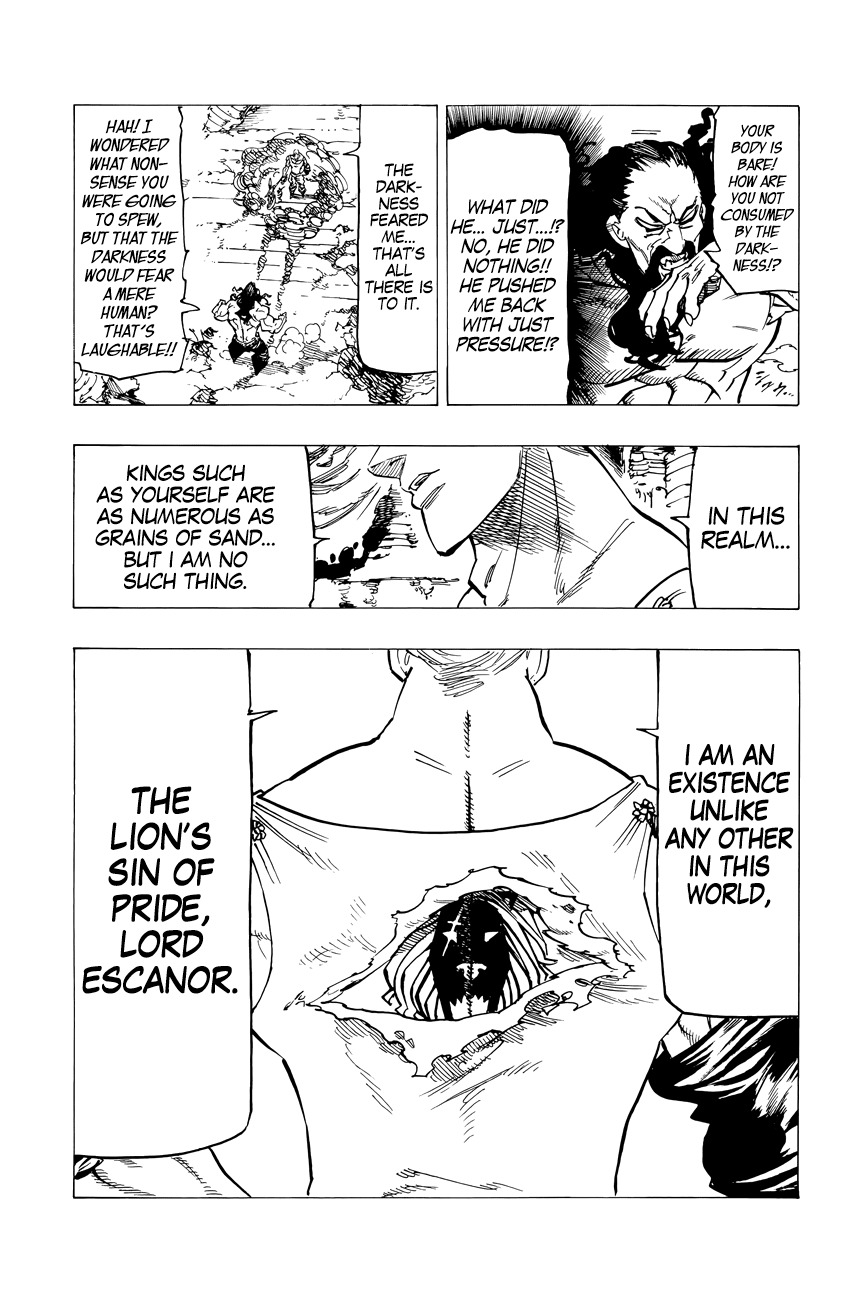 YOUR
BODY IS
BARE!
HOW ARE
YOU NOT
CONSUMED
BY THE
DARK-
NESS!?
WHAT DID
HE... JUST...!?
NO, HE DID
NOTHING!!
HE PUSHED
ME BACK
WITH JUST
PRESSURE!?
THE
DARK-
NESS
FEARED
ME...
THAT'S
ALL
THERE IS
TO IT.
HAH! I
WONDERED
WHAT NON-
SENSE YOU
WERE GOING
TO SPEW,
BUT THAT THE
DARKNESS
WOULD FEAR
A MERE
HUMAN?
THAT'S
LAUGHABLE!!
IN THIS
REALM...
KINGS SUCH
AS YOURSELF ARE
AS NUMEROUS AS
GRAINS OF SAND...
BUT I AM NO
SUCH THING.
I AM AN
EXISTENCE
UNLIKE
ANY OTHER
IN THIS
WORLD,
THE
LION'S
SIN OF
PRIDE,
LORD
ESCANOR.